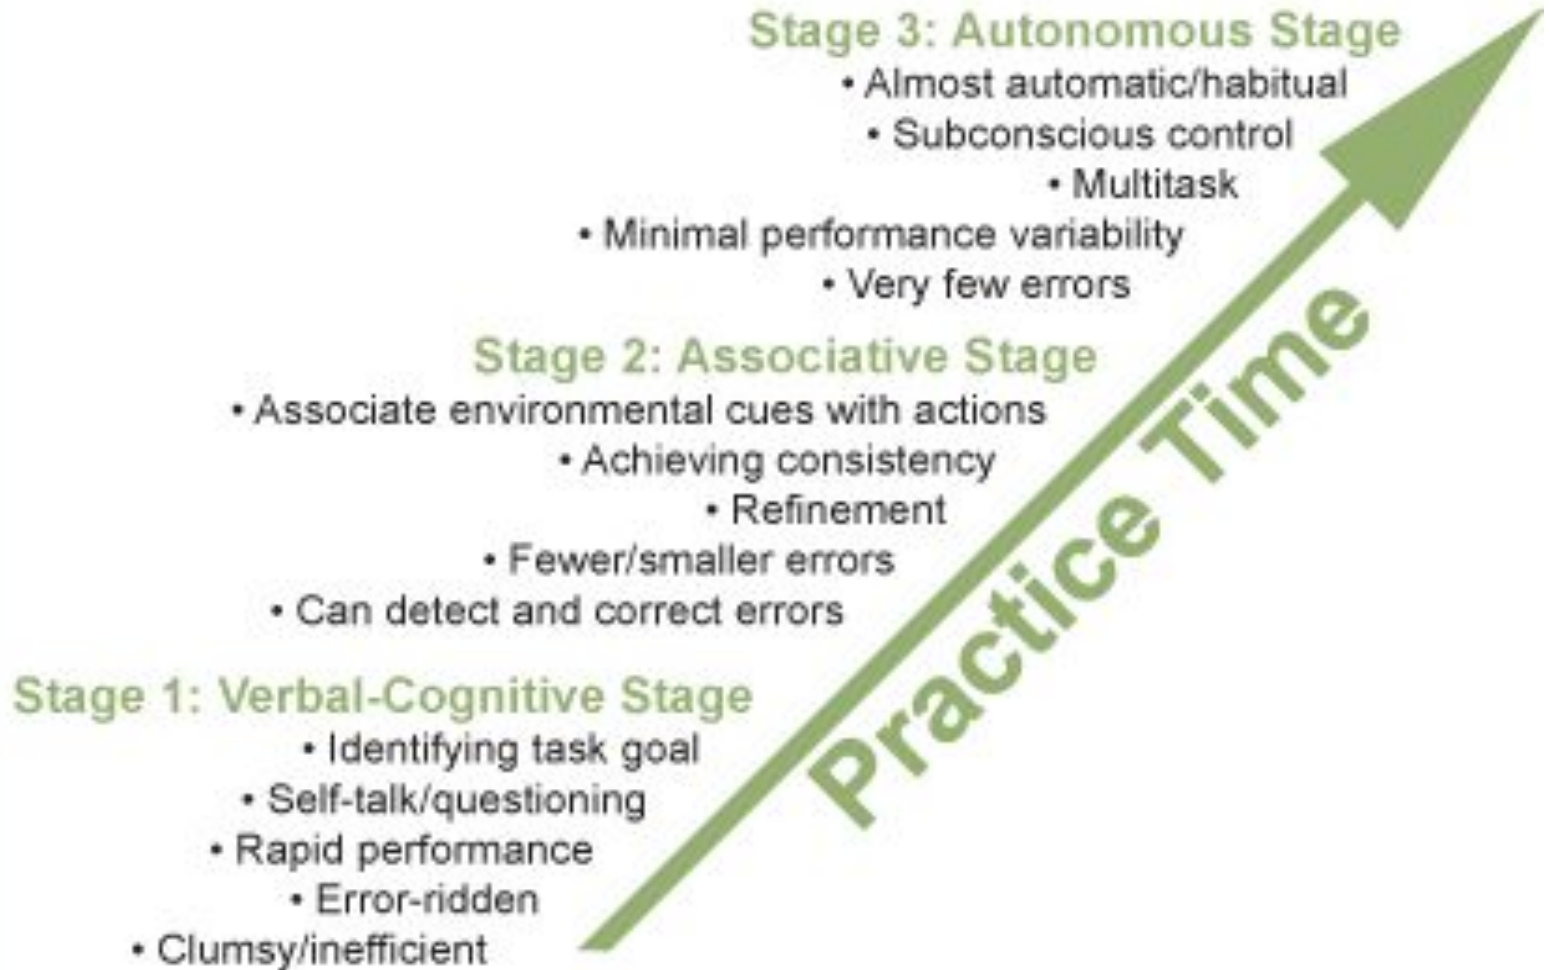 Stage 3: Autonomous Stage
• Almost automatic/habitual
• Subconscious control
• Multitask
• Minimal performance variability
• Very few errors
Stage 2: Associative Stage
• Associate environmental cues with actions
• Achieving consistency
• Refinement
• Fewer/smaller errors
• Can detect and correct errors
Stage 1: Verbal-Cognitive Stage
• Identifying task goal
• Self-talk/questioning
• Rapid performance
• Error-ridden
• Clumsy/inefficient
Practice Time